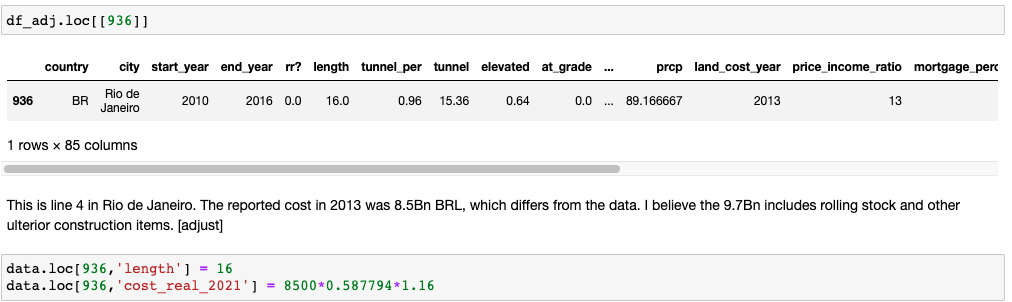 df_adj.loc[[936]]
country city start_year end_year rr? length tunnel_per tunnel elevated at_grade ... prcp land_cost_year price_income_ratio mortgage_perc
936 BR Rio de Janeiro 2010 2016 0.0 16.0 0.96 15.36 0.64 0.0 ... 89.166667 2013 13
1 rows × 85 columns
This is line 4 in Rio de Janeiro. The reported cost in 2013 was 8.5Bn BRL, which differs from the data. I believe the 9.7Bn includes rolling stock and other
ulterior construction items. [adjust]
data.loc[936,'length'] = 16
data.loc[936,'cost_real_2021'] = 8500*0.587794*1.16